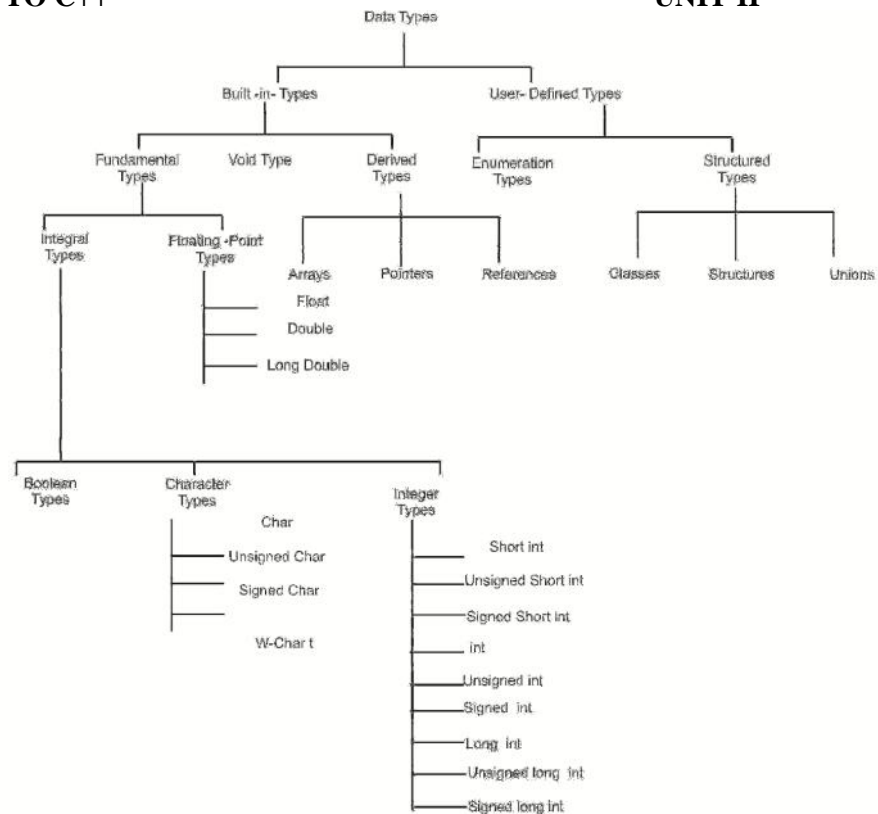 TO C++ UNIT II
Data Types
Built -in- Types User- Defined Types
Fundamental Types Void Type Derived Types Enumeration Types Structured Types
Integral Types Floating -Point Types
Arrays Pointers References Glasses Structures Unions
Float
Double
Long Double
Boolean Types Character Types Integer Types
Char
Unsigned Char
Signed Char
W-Char t
Short int
Unsigned Short int
Signed Short int
int
Unsigned int
Signed int
Long int
Unsigned long int
Signed long int